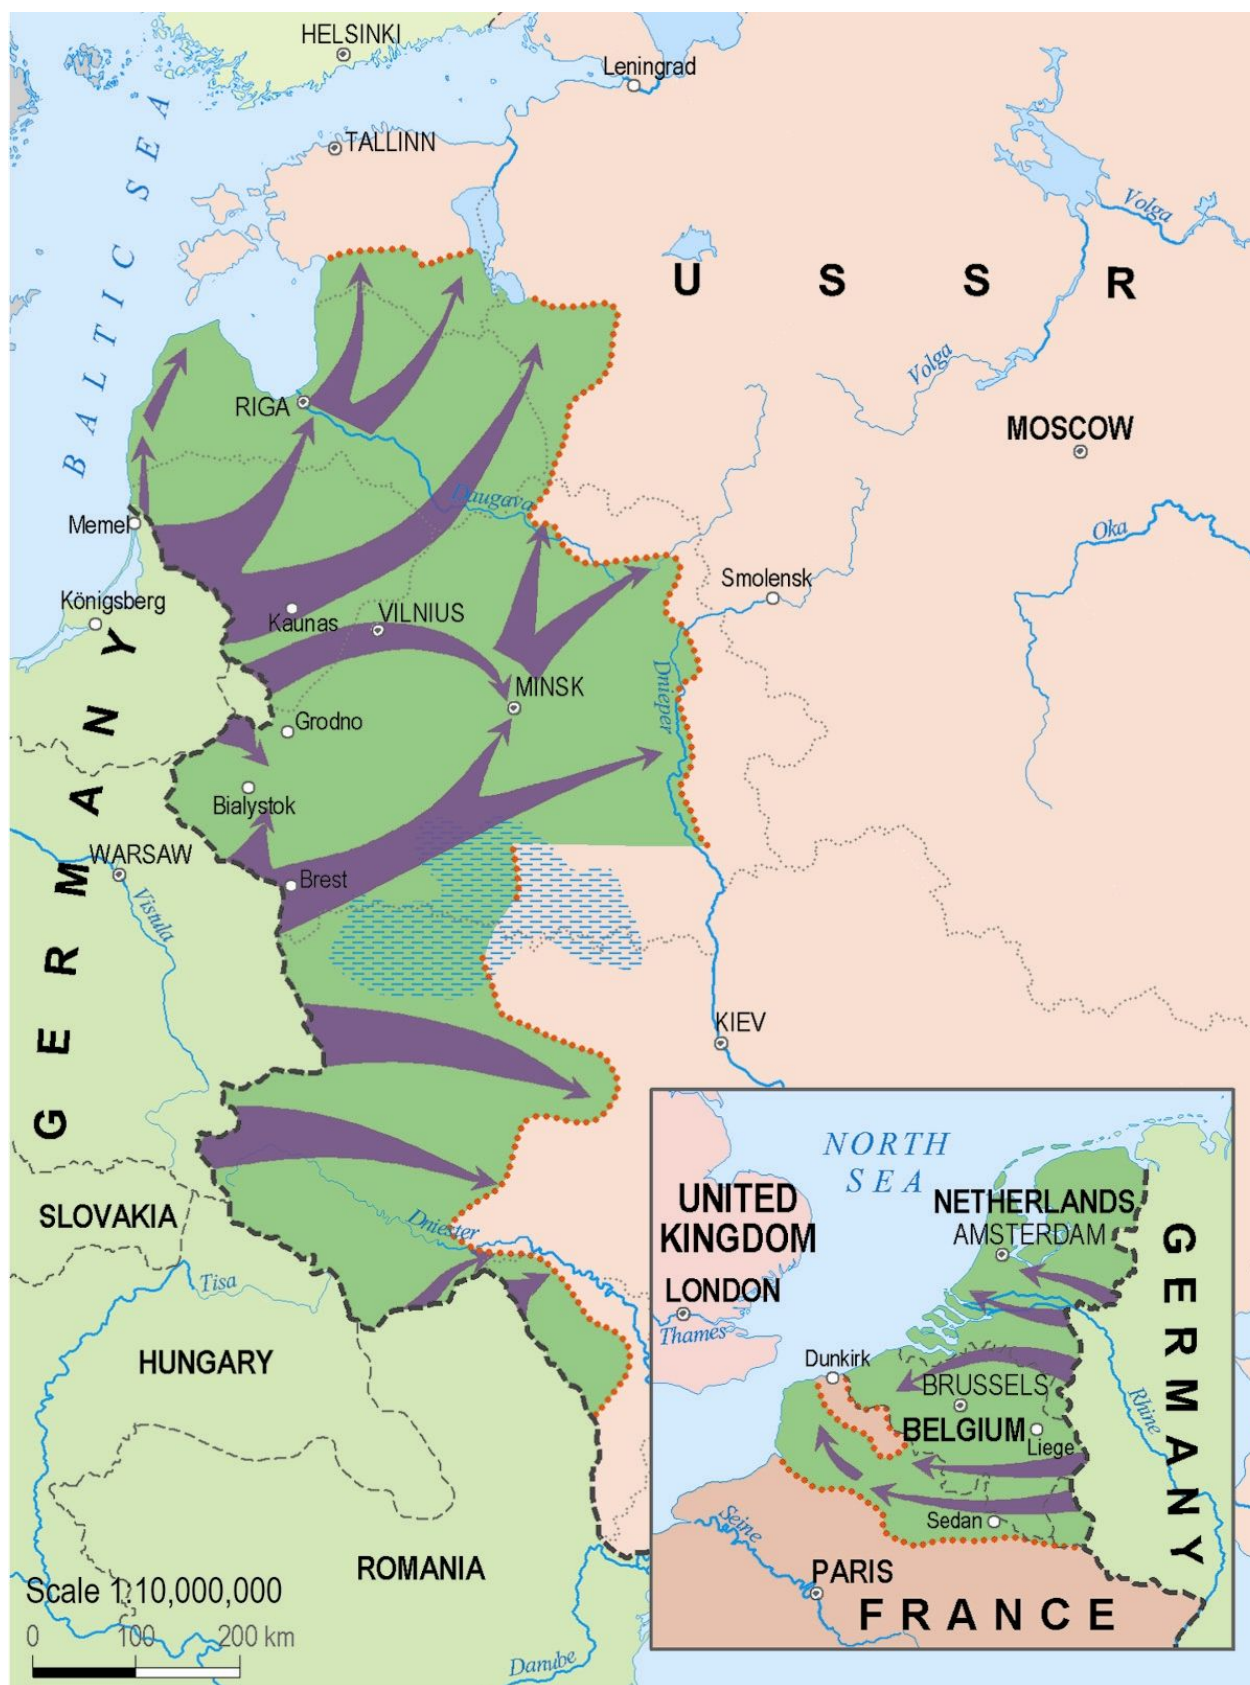 HELSINKI
Leningrad
TALLINN
BALTIC SEA
Volga
USSR
Volga
RIGA
MOSCOW
Daugava
Memel
Oka
Königsberg
Smolensk
Kaunas
VILNIUS
MINSK
Dnieper
Grodno
GERMANY
Bialystok
WARSAW
Brest
Vistula
KIEV
SLOVAKIA
Dniester
Tisa
HUNGARY
ROMANIA
Scale 1:10,000,000
0 100 200 km
Danube
NORTH
SEA
UNITED
KINGDOM
NETHERLANDS
AMSTERDAM
LONDON
Thames
GERMANY
Dunkirk
BRUSSELS
Rhine
BELGIUM
Liege
Seine
Sedan
PARIS
FRANCE